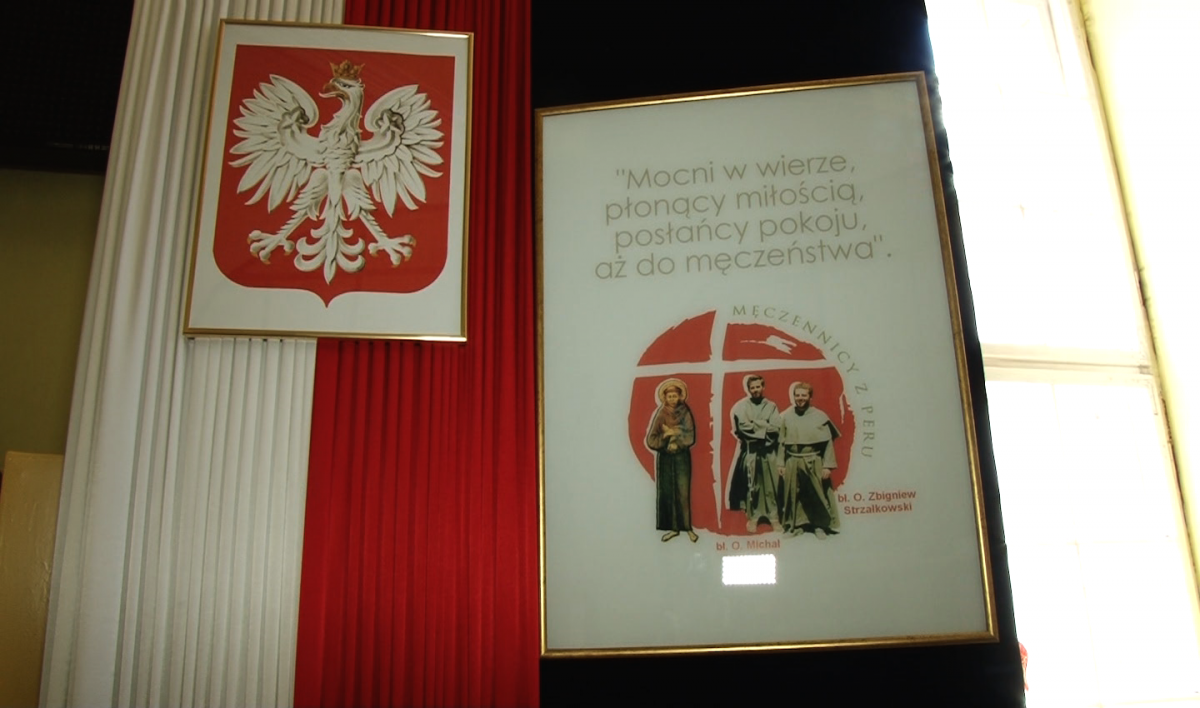 "Mocni w wierze,
płonący miłością,
posłańcy pokoju,
aż do męczeństwa".
MĘCZENNICY Z PERU
bł. O. Zbigniew
Strzałkowski
bł. O. Michał